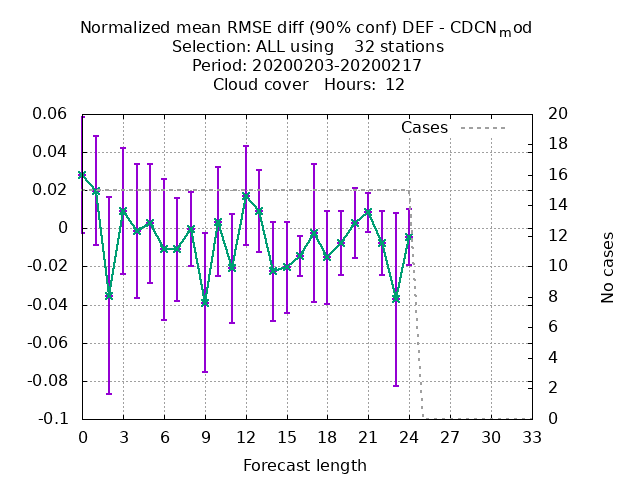 Normalized mean RMSE diff (90% conf) DEF - CDCNmod
Selection: ALL using    32 stations
Period: 20200203-20200217
Cloud cover   Hours:  12
Cases
0.06
0.04
0.02
0
-0.02
-0.04
-0.06
-0.08
-0.1
20
18
16
14
12
10
8
6
4
2
0
No cases
0 3 6 9 12 15 18 21 24 27 30 33
Forecast length